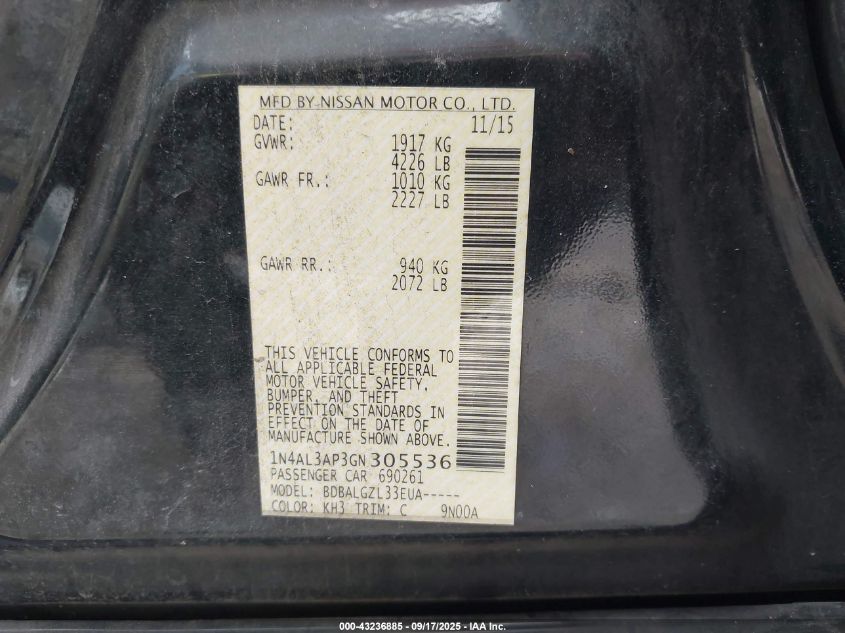 MFD BY NISSAN MOTOR CO., LTD.
DATE: 11/15
GVWR: 1917 KG
4226 LB
GAWR FR.: 1010 KG
2227 LB
GAWR RR.: 940 KG
2072 LB
THIS VEHICLE CONFORMS TO
ALL APPLICABLE FEDERAL
MOTOR VEHICLE SAFETY,
BUMPER, AND THEFT
PREVENTION STANDARDS IN
EFFECT ON THE DATE OF
MANUFACTURE SHOWN ABOVE.
1N4AL3AP3GN305536
PASSENGER CAR 690261
MODEL: BDBALGZL33EUA-----
COLOR: KH3 TRIM: C 9N00A
000-43236885 - 09/17/2025 - IAA Inc.